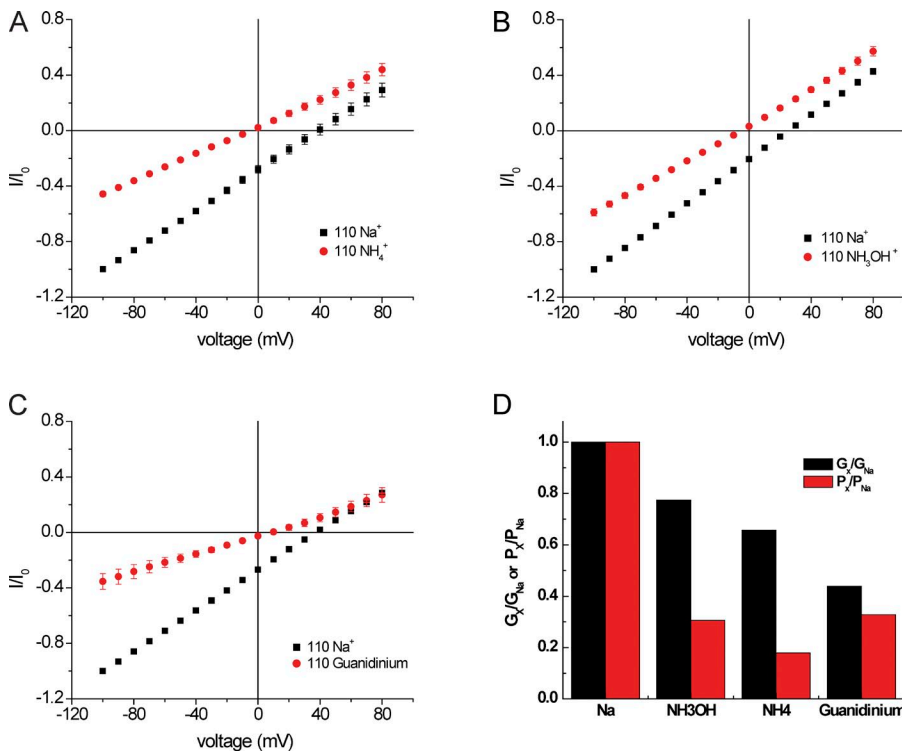 A
0.8
0.4
0.0
-0.4
-0.8
-1.2
I/I₀
-120
-80
-40
0
40
80
voltage (mV)
110 Na⁺
110 NH₄⁺
B
0.8
0.4
0.0
-0.4
-0.8
-1.2
I/I₀
-120
-80
-40
0
40
80
voltage (mV)
110 Na⁺
110 NH₃OH⁺
C
0.8
0.4
0.0
-0.4
-0.8
-1.2
I/I₀
-120
-80
-40
0
40
80
voltage (mV)
110 Na⁺
110 Guanidinium
D
1.0
0.8
0.6
0.4
0.2
0.0
Gₓ/G_Na or Pₓ/P_Na
Gₓ/G_Na
Pₓ/P_Na
Na
NH3OH
NH4
Guanidinium